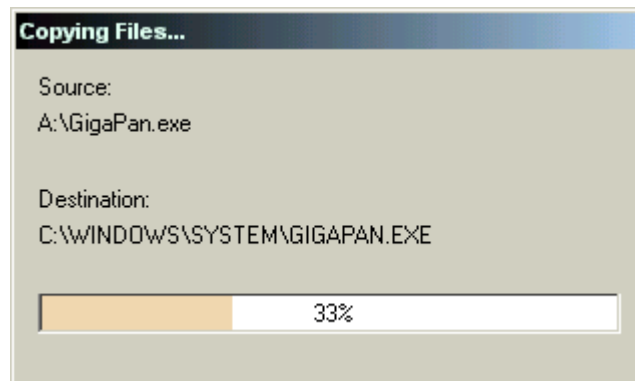 Copying Files...
Source:
A:\GigaPan.exe
Destination:
C:\WINDOWS\SYSTEM\GIGAPAN.EXE
33%